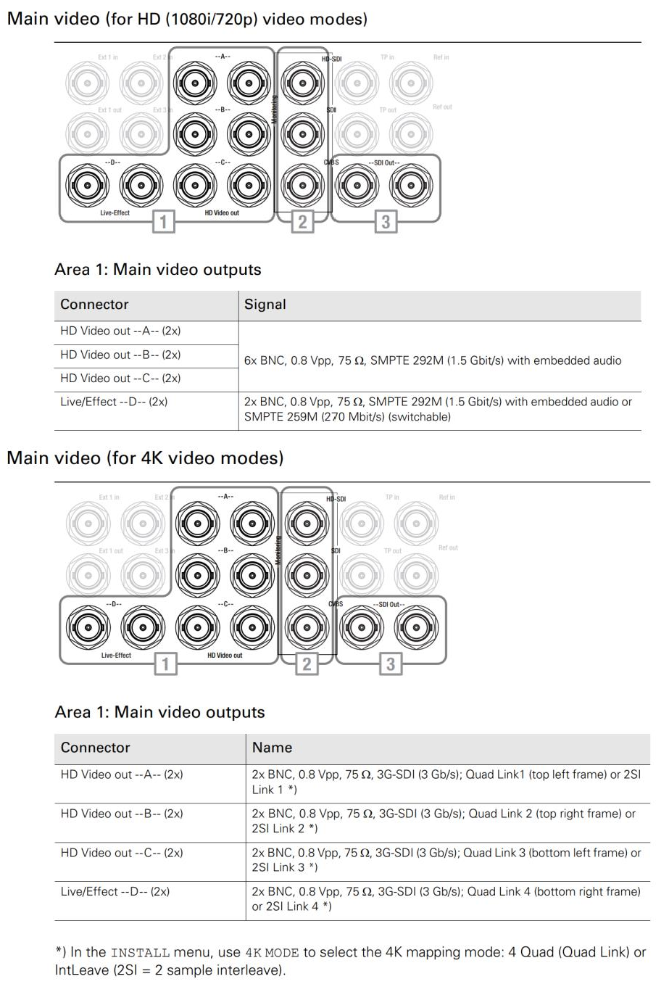 Main video (for HD (1080i/720p) video modes)
Ext 1 in
Ext 2 in
--A--
HD-SDI
TP in
Ref in
Ext 1 out
Ext 3 in
--B--
Monitoring
SDI
TP out
Ref out
--D--
--C--
CVBS
--SDI Out--
Live-Effect
HD Video out
1
2
3
Area 1: Main video outputs
Connector
Signal
HD Video out --A-- (2x)
HD Video out --B-- (2x)
6x BNC, 0.8 Vpp, 75 Ω, SMPTE 292M (1.5 Gbit/s) with embedded audio
HD Video out --C-- (2x)
Live/Effect --D-- (2x)
2x BNC, 0.8 Vpp, 75 Ω, SMPTE 292M (1.5 Gbit/s) with embedded audio or
SMPTE 259M (270 Mbit/s) (switchable)
Main video (for 4K video modes)
Ext 1 in
Ext 2 in
--A--
HD-SDI
TP in
Ref in
Ext 1 out
Ext 3 in
--B--
Monitoring
SDI
TP out
Ref out
--D--
--C--
CVBS
--SDI Out--
Live-Effect
HD Video out
1
2
3
Area 1: Main video outputs
Connector
Name
HD Video out --A-- (2x)
2x BNC, 0.8 Vpp, 75 Ω, 3G-SDI (3 Gb/s); Quad Link1 (top left frame) or 2SI
Link 1 *)
HD Video out --B-- (2x)
2x BNC, 0.8 Vpp, 75 Ω, 3G-SDI (3 Gb/s); Quad Link 2 (top right frame) or
2SI Link 2 *)
HD Video out --C-- (2x)
2x BNC, 0.8 Vpp, 75 Ω, 3G-SDI (3 Gb/s); Quad Link 3 (bottom left frame) or
2SI Link 3 *)
Live/Effect --D-- (2x)
2x BNC, 0.8 Vpp, 75 Ω, 3G-SDI (3 Gb/s); Quad Link 4 (bottom right frame)
or 2SI Link 4 *)
*) In the INSTALL menu, use 4K MODE to select the 4K mapping mode: 4 Quad (Quad Link) or
IntLeave (2SI = 2 sample interleave).